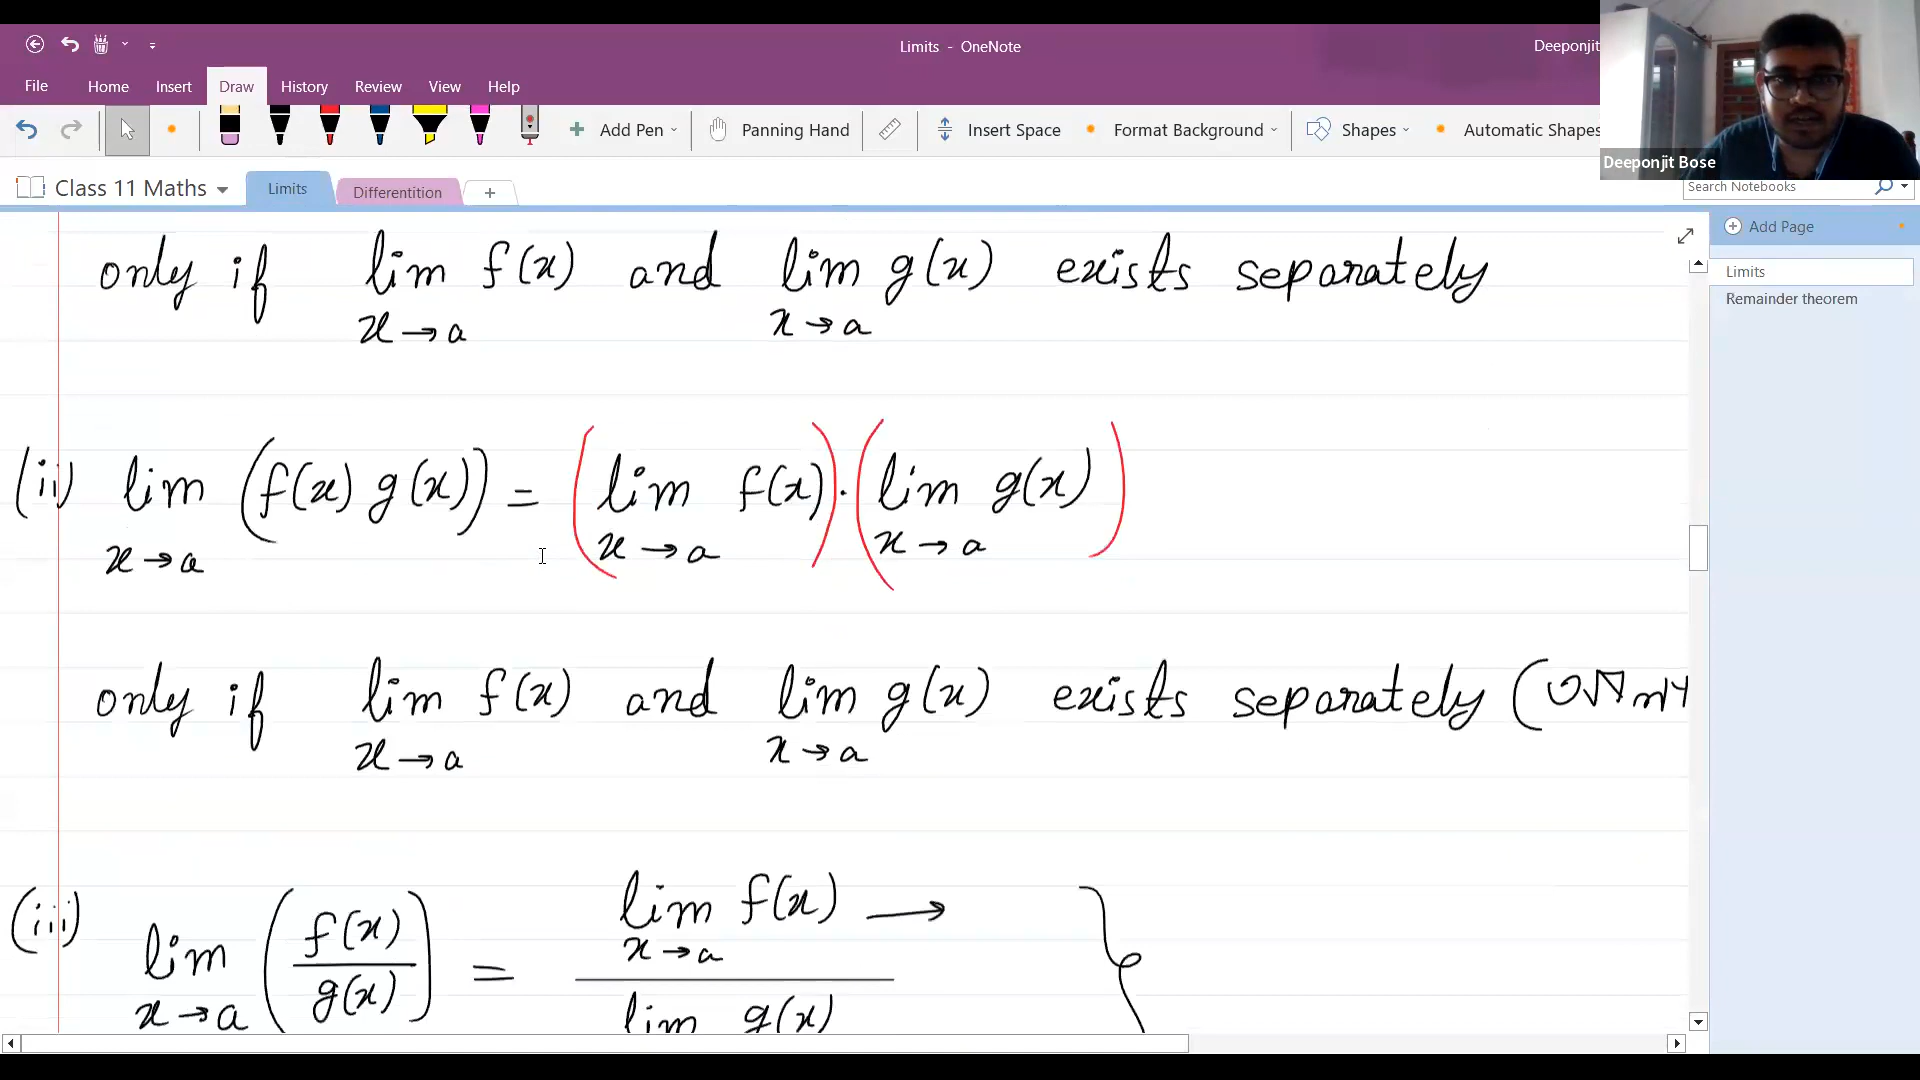 Limits - OneNote
Deeponjit
File Home Insert Draw History Review View Help
Add Pen Panning Hand Insert Space Format Background Shapes Automatic Shapes
Deeponjit Bose
Class 11 Maths Limits Differentition + Search Notebooks
Add Page
Limits
Remainder theorem
only if lim f(x) and lim g(x) exists separately
x→a x→a
(ii) lim (f(x) g(x)) = (lim f(x)) · (lim g(x))
x→a x→a x→a
only if lim f(x) and lim g(x) exists separately (
x→a x→a
(iii) lim (f(x)/g(x)) = lim f(x) →
x→a x→a
lim g(x)